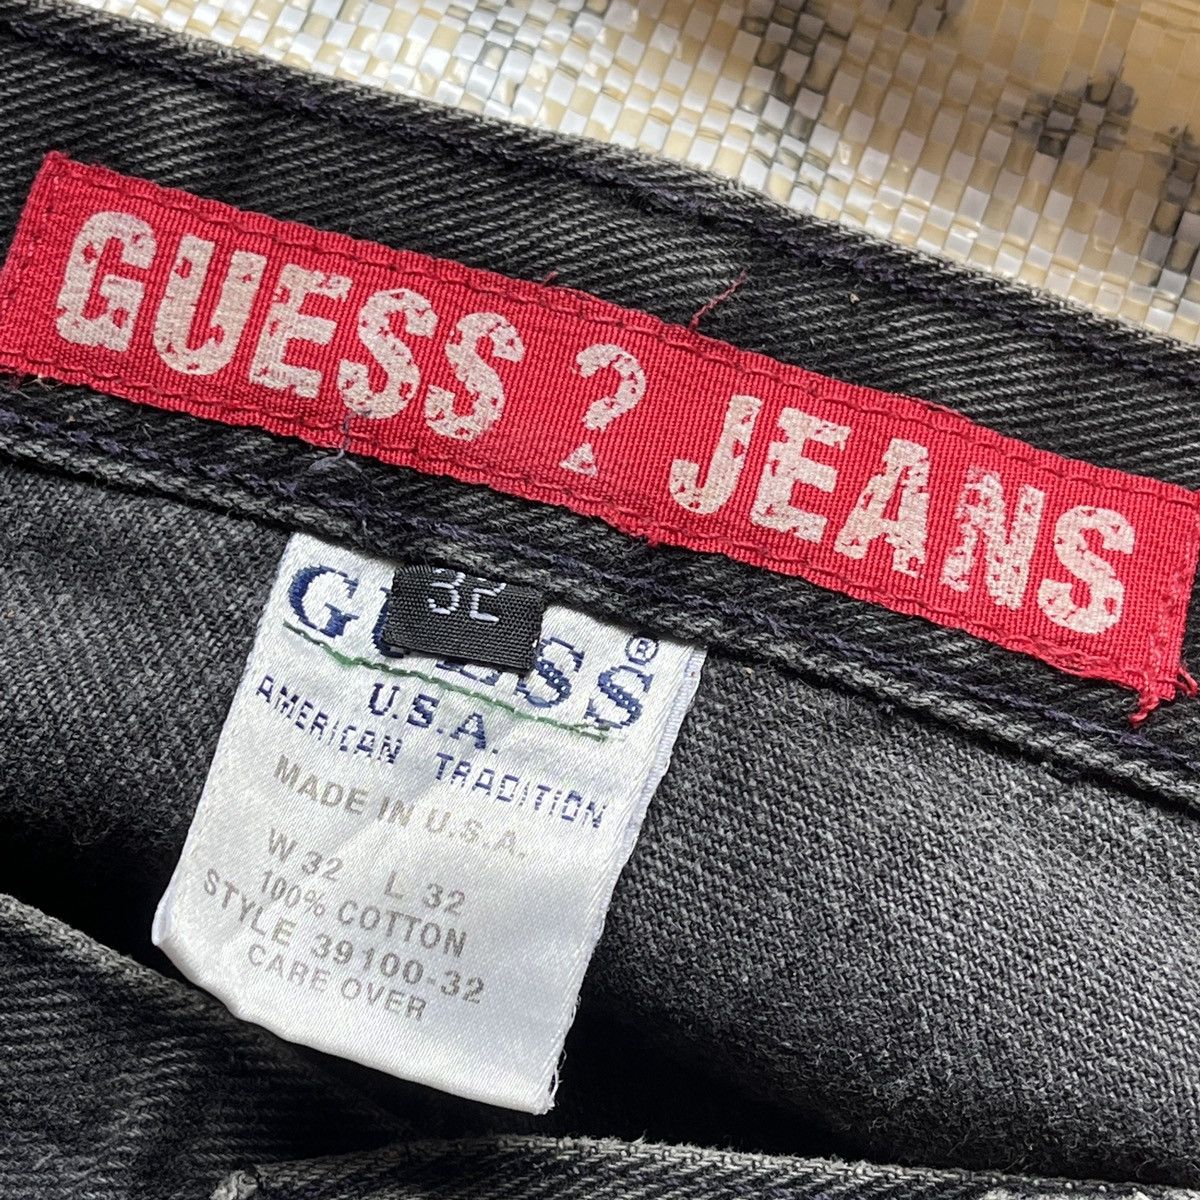 GUESS ? JEANS
32
GUESS®
U.S.A.
AMERICAN TRADITION
MADE IN U.S.A.
W 32 L 32
100% COTTON
STYLE 39100-32
CARE OVER